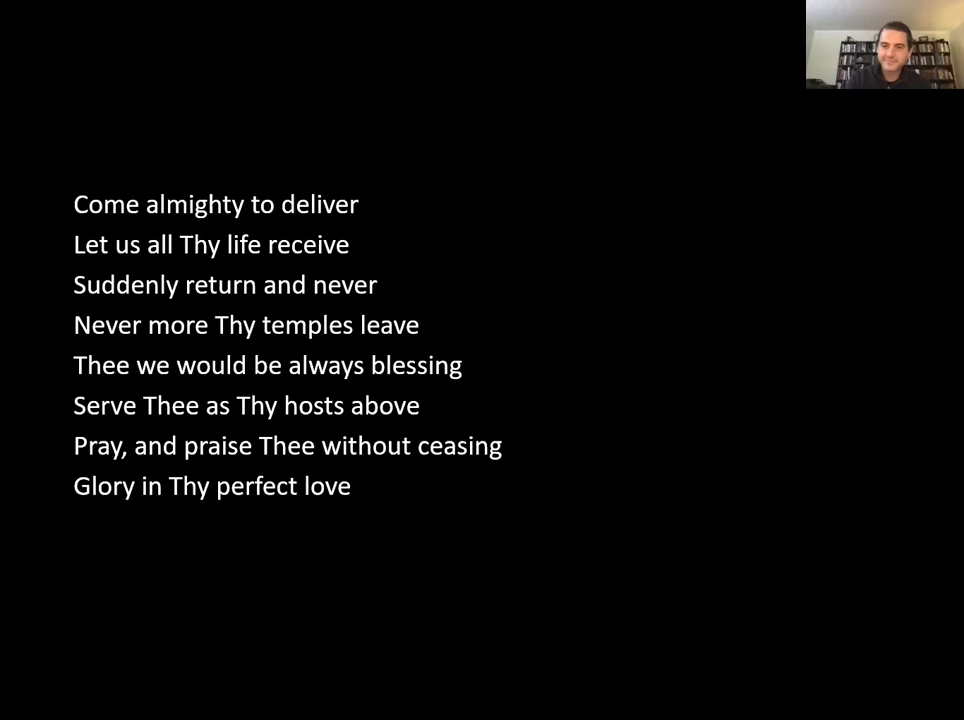 Come almighty to deliver
Let us all Thy life receive
Suddenly return and never
Never more Thy temples leave
Thee we would be always blessing
Serve Thee as Thy hosts above
Pray, and praise Thee without ceasing
Glory in Thy perfect love